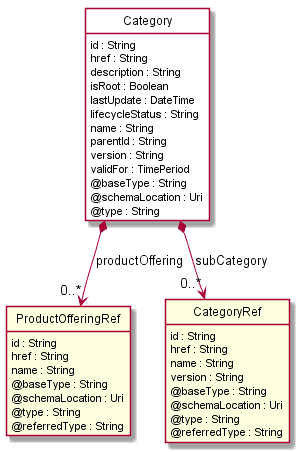 Category
id : String
href : String
description : String
isRoot : Boolean
lastUpdate : DateTime
lifecycleStatus : String
name : String
parentId : String
version : String
validFor : TimePeriod
@baseType : String
@schemaLocation : Uri
@type : String
productOffering
subCategory
0..*
0..*
ProductOfferingRef
id : String
href : String
name : String
@baseType : String
@schemaLocation : Uri
@type : String
@referredType : String
CategoryRef
id : String
href : String
name : String
version : String
@baseType : String
@schemaLocation : Uri
@type : String
@referredType : String